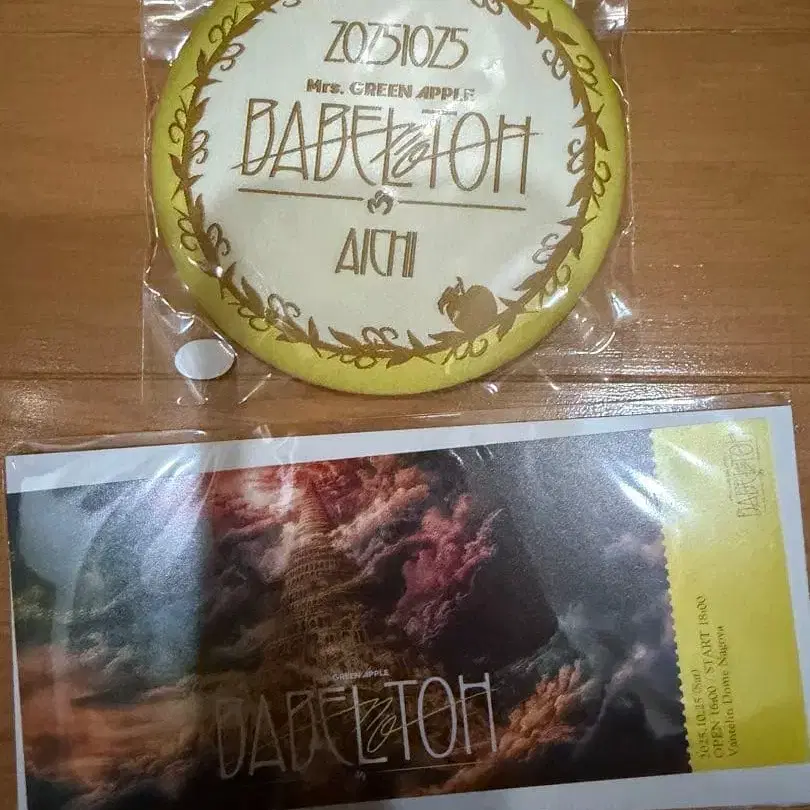 20251025
Mrs. GREEN APPLE
BABEL no TOH
AICHI
GREEN APPLE
BABEL no TOH
BABEL no TOH
2025.10.25 (Sat)
OPEN 16:00 / START 18:00
Vantelin Dome Nagoya